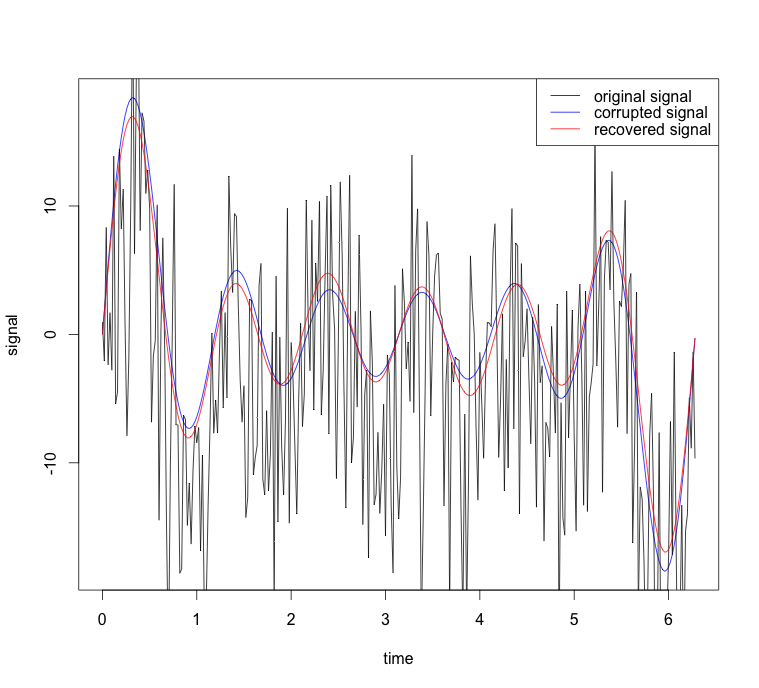 original signal
corrupted signal
recovered signal
signal
10
0
-10
0 1 2 3 4 5 6
time